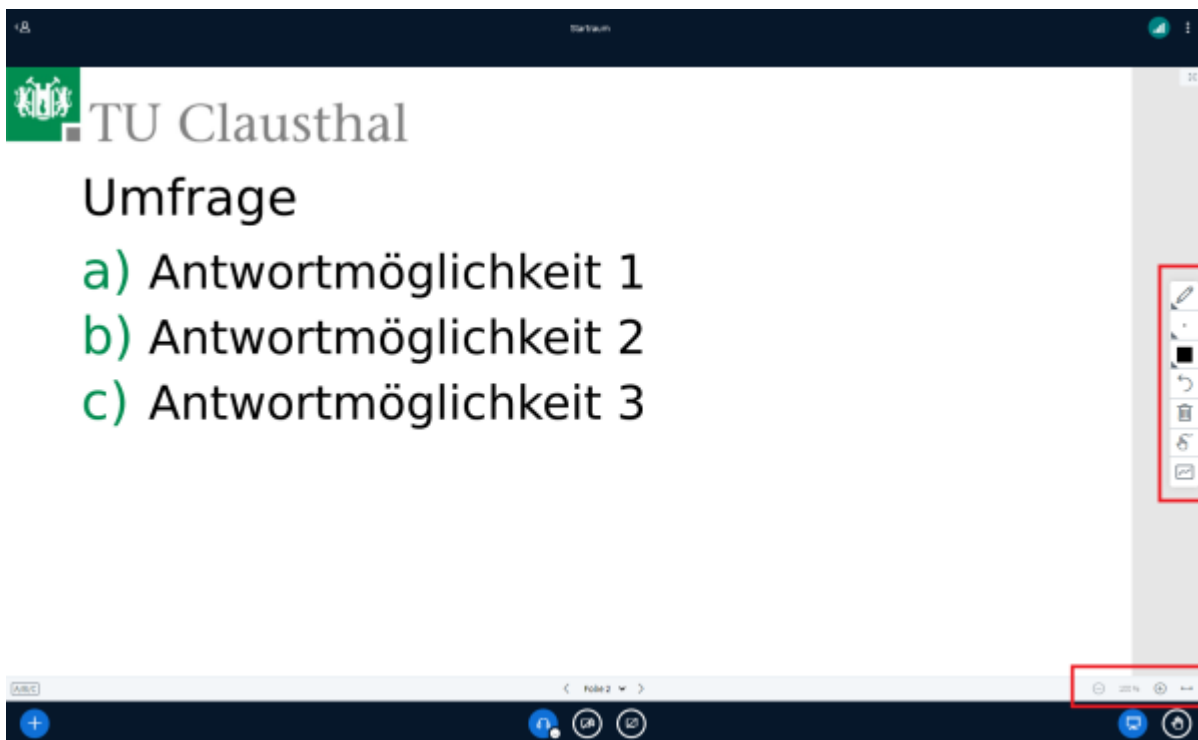 Startraum
TU Clausthal
Umfrage
a) Antwortmöglichkeit 1
b) Antwortmöglichkeit 2
c) Antwortmöglichkeit 3
A/B/C
Folie 2